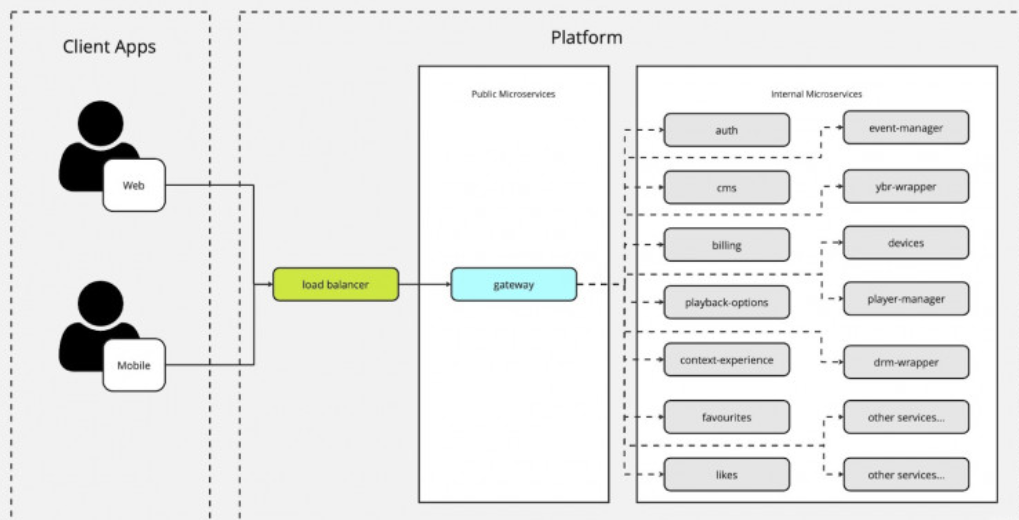 Client Apps
Platform
Public Microservices
Internal Microservices
Web
Mobile
load balancer
gateway
auth
cms
billing
playback-options
context-experience
favourites
likes
event-manager
ybr-wrapper
devices
player-manager
drm-wrapper
other services...
other services...